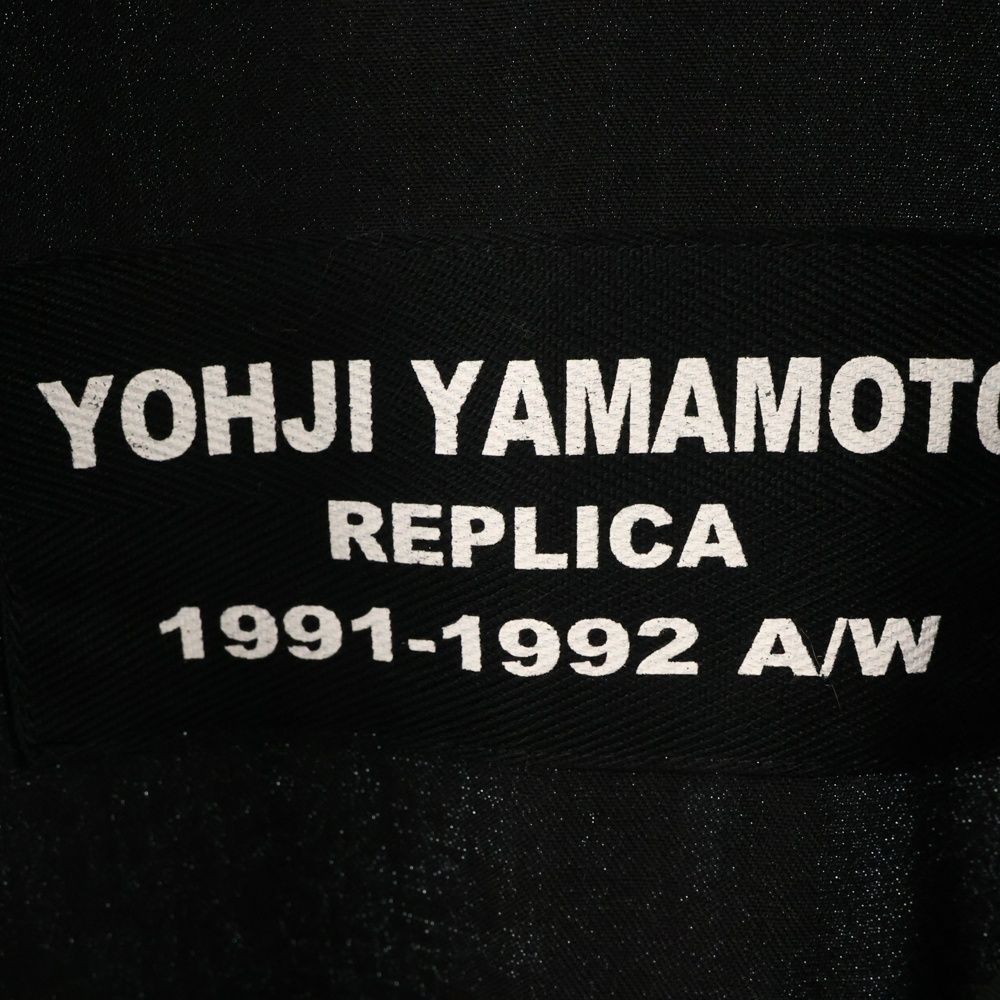 YOHJI YAMAMOTO
REPLICA
1991-1992 A/W